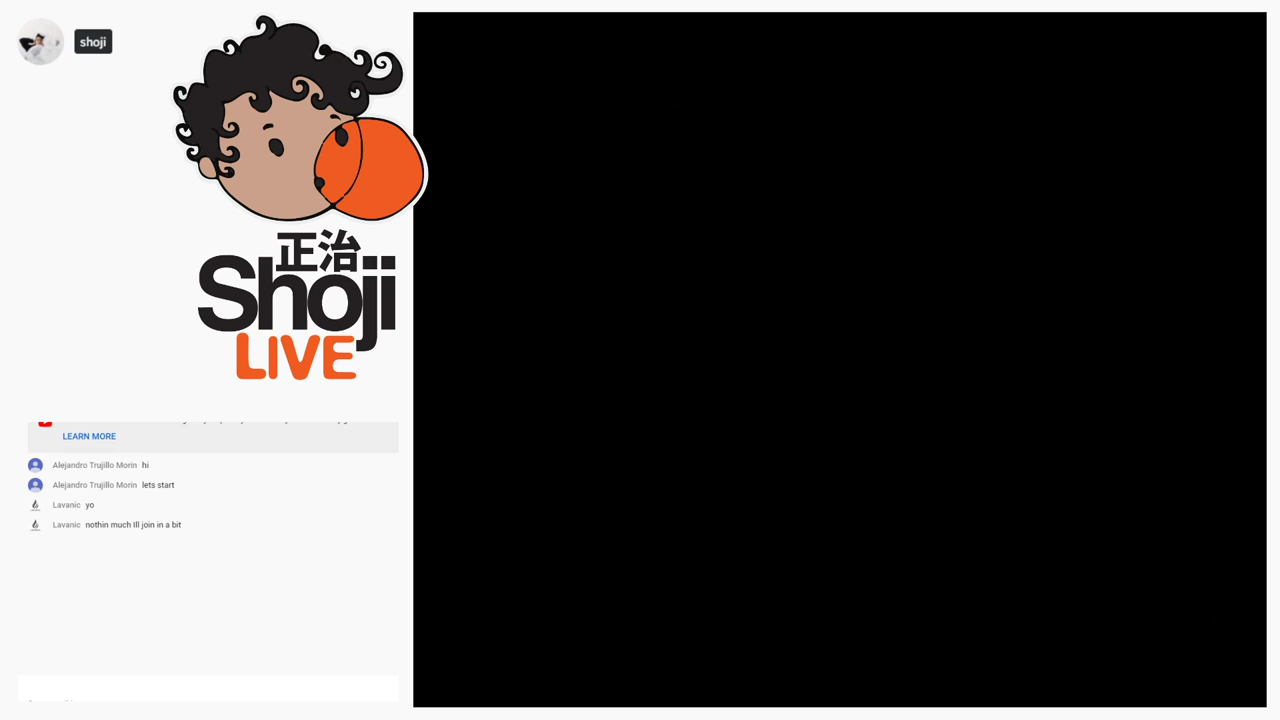 shoji
正治
Shoji
LIVE
LEARN MORE
Alejandro Trujillo Morin hi
Alejandro Trujillo Morin lets start
Lavanic yo
Lavanic nothin much Ill join in a bit